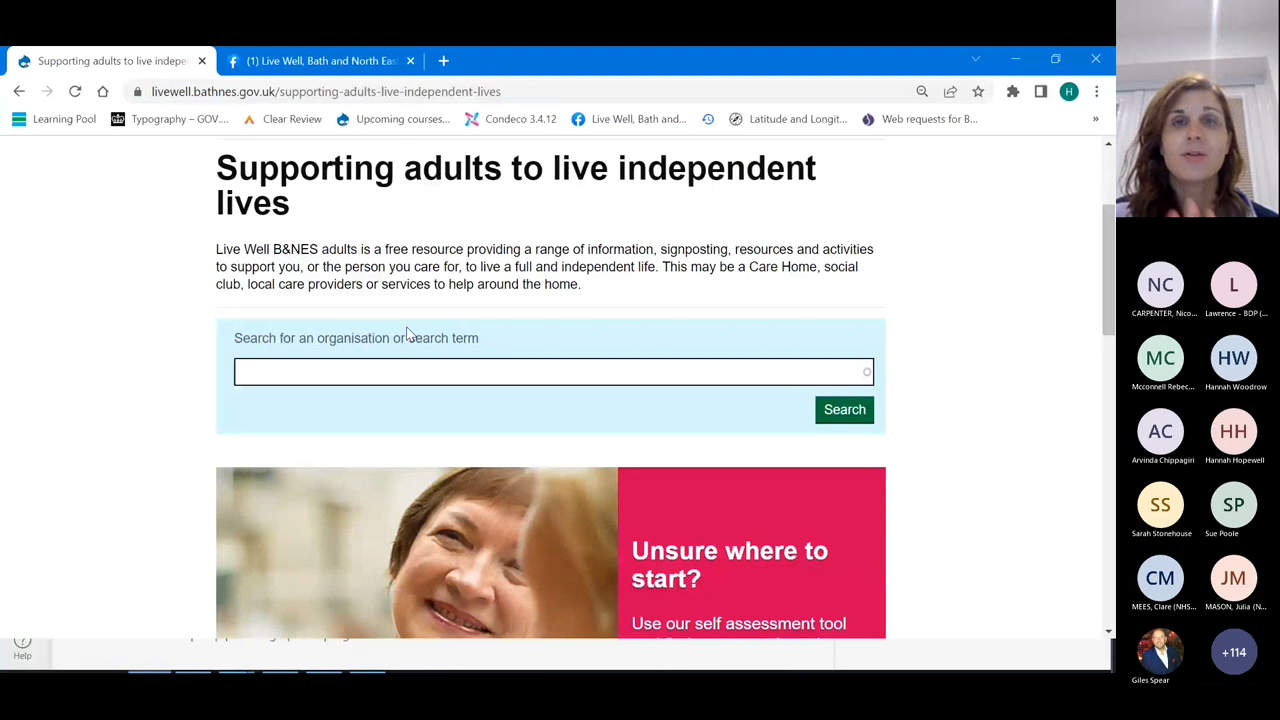 Supporting adults to live indepe
(1) Live Well, Bath and North Eas
livewell.bathnes.gov.uk/supporting-adults-live-independent-lives
H
Learning Pool
Typography – GOV....
Clear Review
Upcoming courses...
Condeco 3.4.12
Live Well, Bath and...
Latitude and Longit...
Web requests for B...
»
Supporting adults to live independent
lives
Live Well B&NES adults is a free resource providing a range of information, signposting, resources and activities
to support you, or the person you care for, to live a full and independent life. This may be a Care Home, social
club, local care providers or services to help around the home.
Search for an organisation or search term
Search
Unsure where to
start?
Use our self assessment tool
Help
NC
CARPENTER, Nico...
L
Lawrence - BDP (...
MC
Mcconnell Rebec...
HW
Hannah Woodrow
AC
Arvinda Chippagiri
HH
Hannah Hopewell
SS
Sarah Stonehouse
SP
Sue Poole
CM
MEES, Clare (NHS...
JM
MASON, Julia (N...
Giles Spear
+114